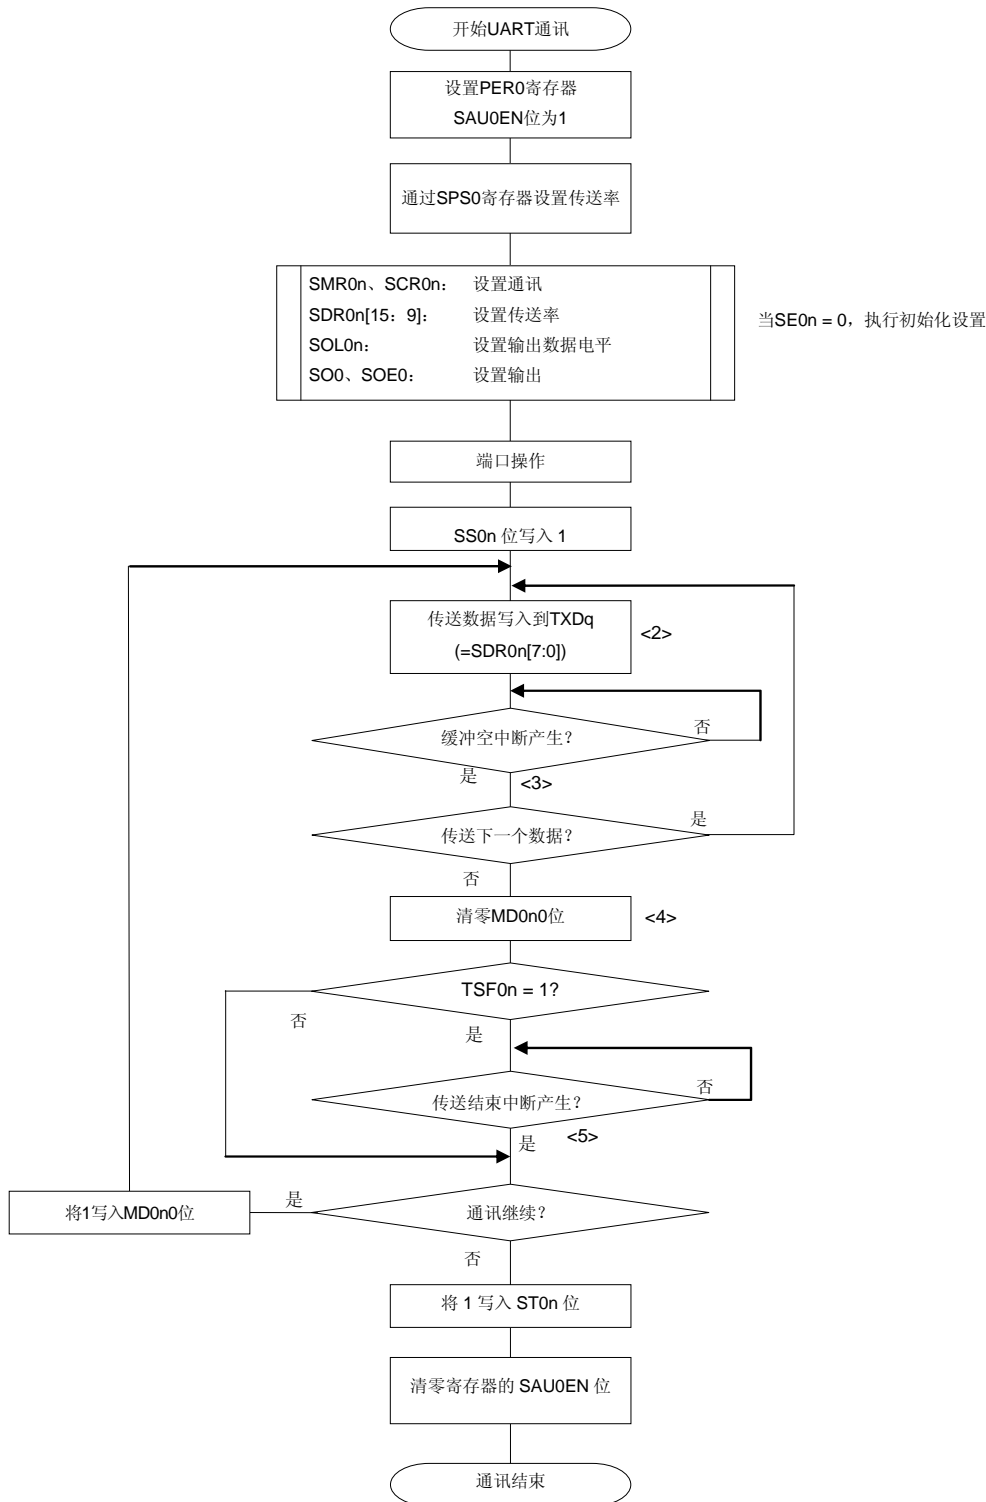 开始UART通讯
设置PER0寄存器
SAU0EN位为1
通过SPS0寄存器设置传送率
SMR0n、SCR0n： 设置通讯
SDR0n[15：9]： 设置传送率
SOL0n： 设置输出数据电平
SO0、SOE0： 设置输出
当SE0n = 0，执行初始化设置
端口操作
SS0n 位写入 1
传送数据写入到TXDq
(=SDR0n[7:0])
<2>
缓冲空中断产生？
否
是
<3>
传送下一个数据？
是
否
清零MD0n0位
<4>
TSF0n = 1?
否
是
传送结束中断产生？
否
是
<5>
通讯继续？
是
将1写入MD0n0位
否
将 1 写入 ST0n 位
清零寄存器的 SAU0EN 位
通讯结束